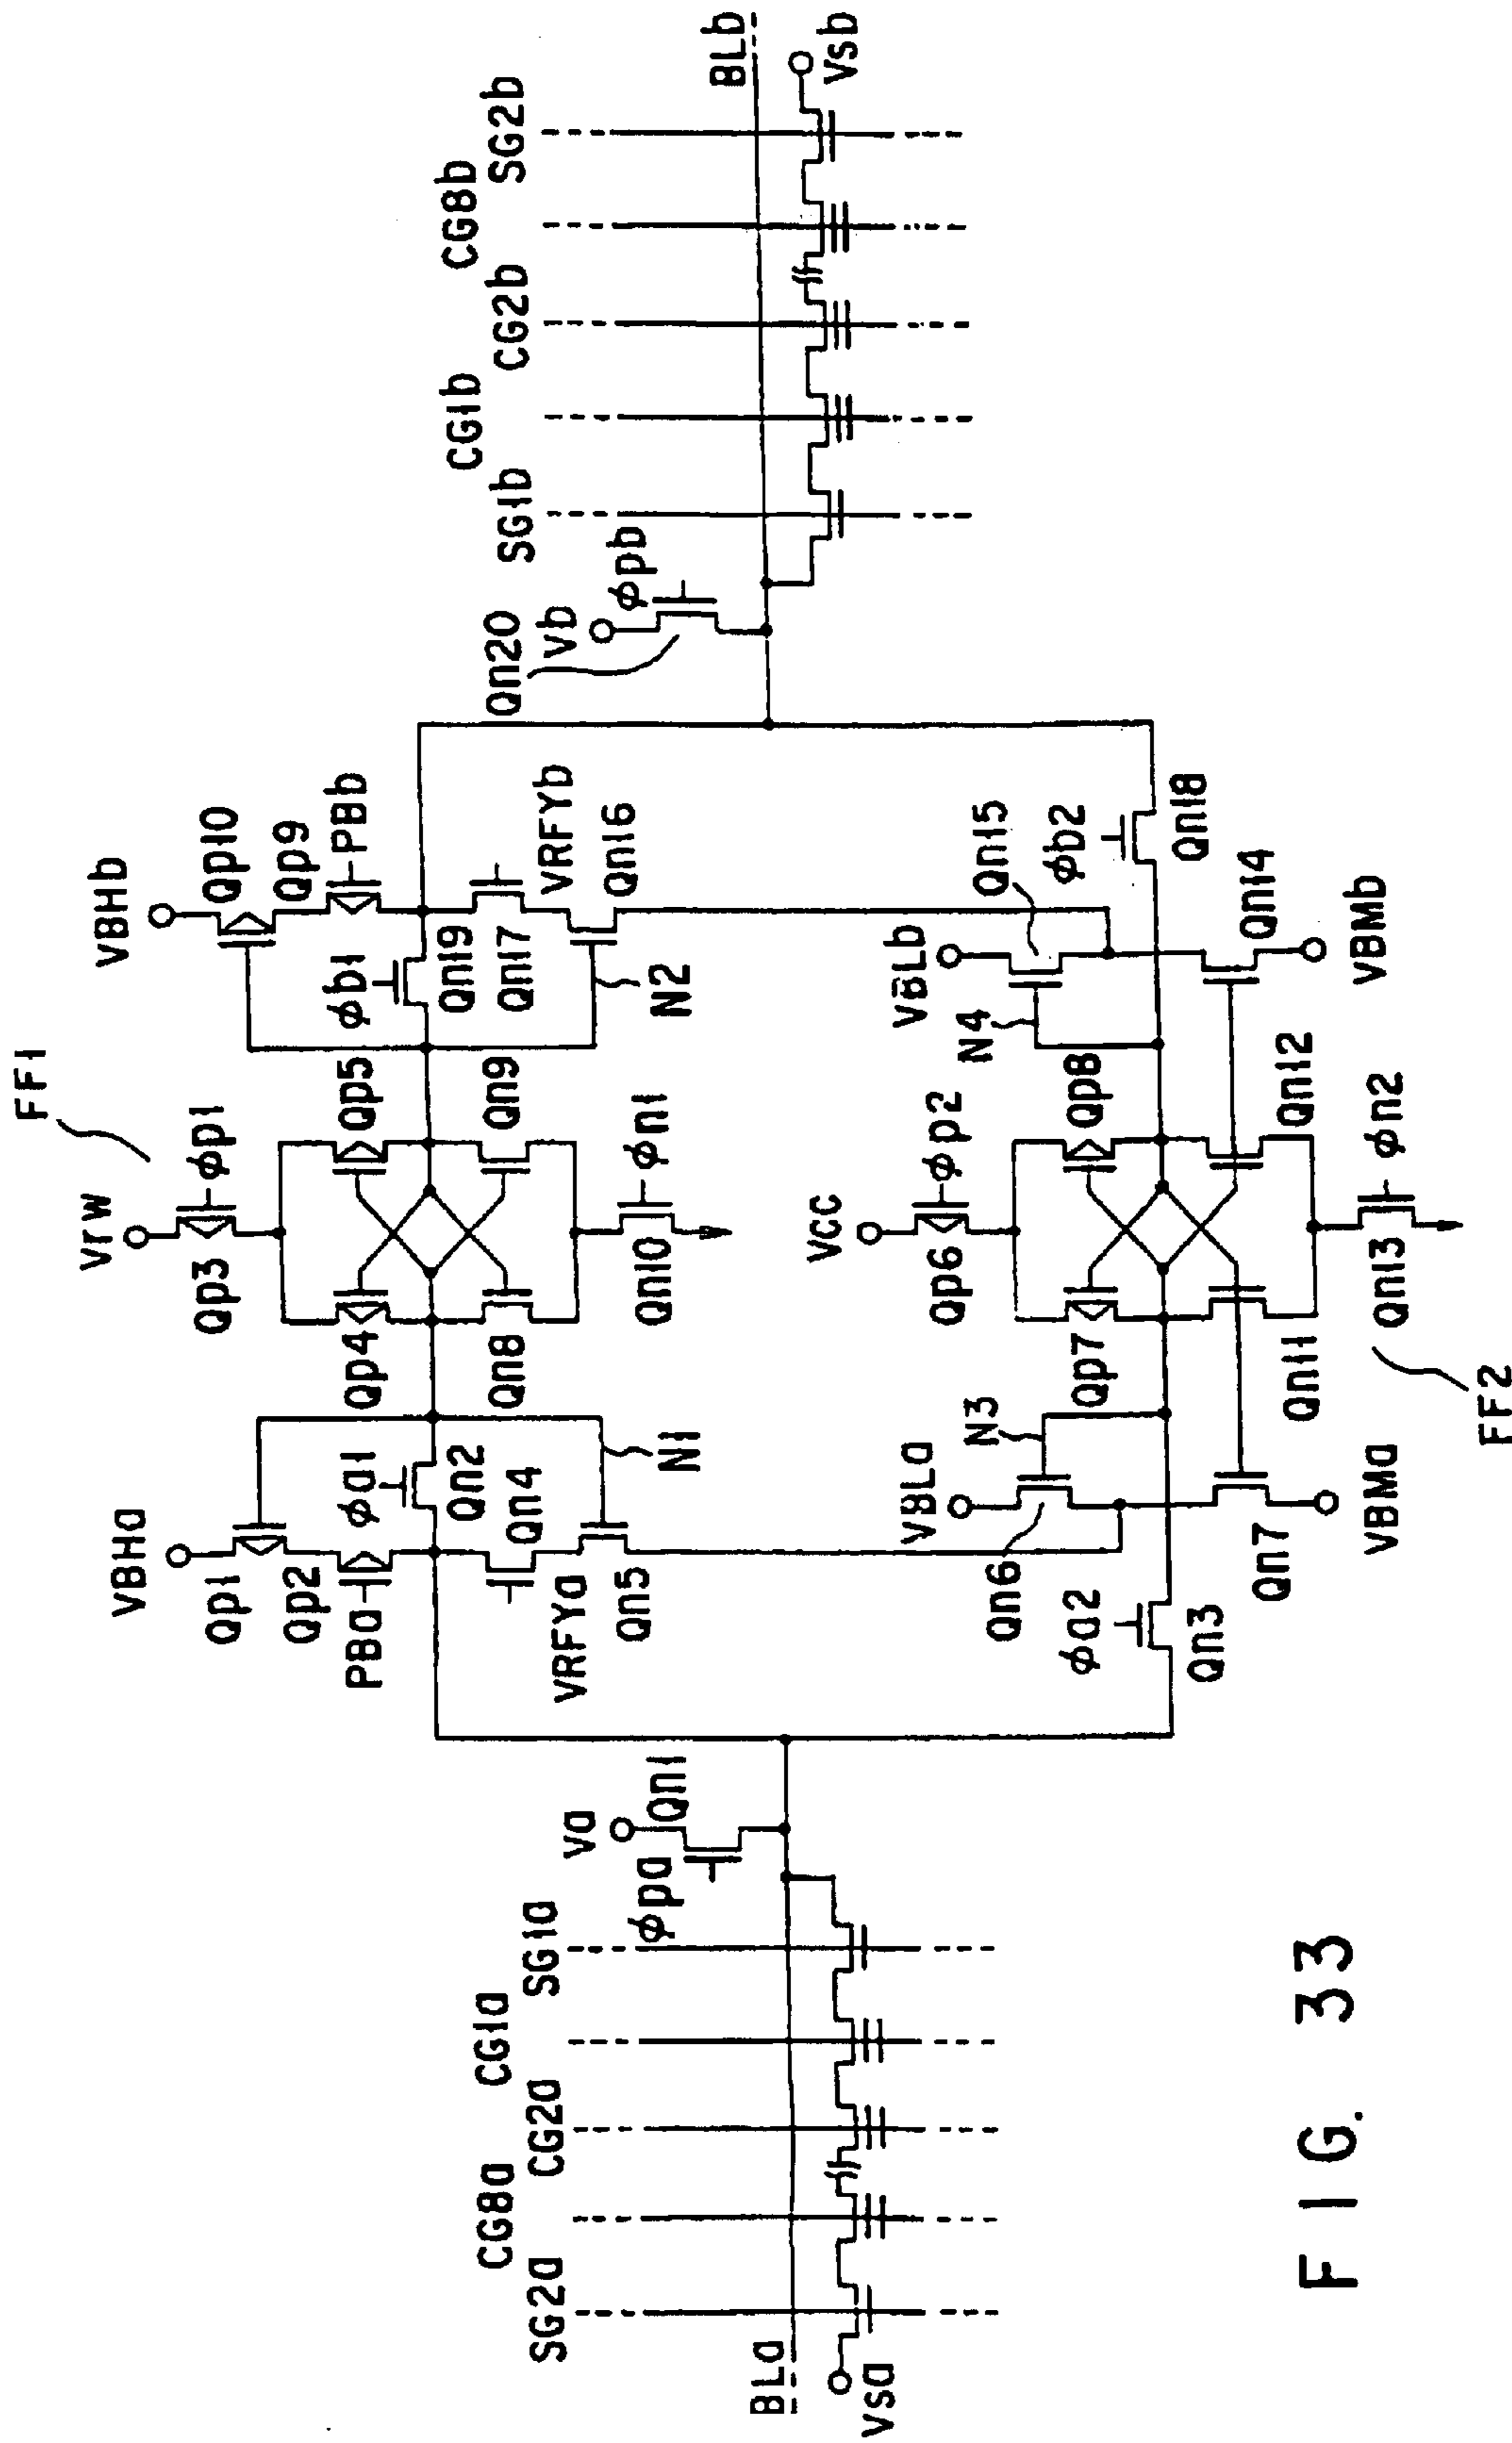 FF1
VBHa
Vrw
VBHb
Qp1
Qp3
φp1
Qp10
Qp2
Qp4
Qp5
Qp9
PBa
φa1
φb1
PBb
Qn2
Qn19
Qn4
Qn8
Qn9
Qn17
VRFYa
VRFYb
Qn5
Qn10
φn1
Qn16
N1
N2
SG2a
CG8a
CG2a
CG1a
SG1a
φpa
Va
Qn1
Qn20
Vb
φpb
SG1b
CG1b
CG2b
CG8b
SG2b
BLa
BLb
Vsa
Vsb
VBLa
Vcc
VBLb
Qn6
N3
Qp6
φp2
N4
Qn15
φa2
Qp7
Qp8
φb2
Qn3
Qn18
Qn7
Qn11
Qn12
Qn14
VBMa
Qn13
φn2
VBMb
FF2
FIG. 33